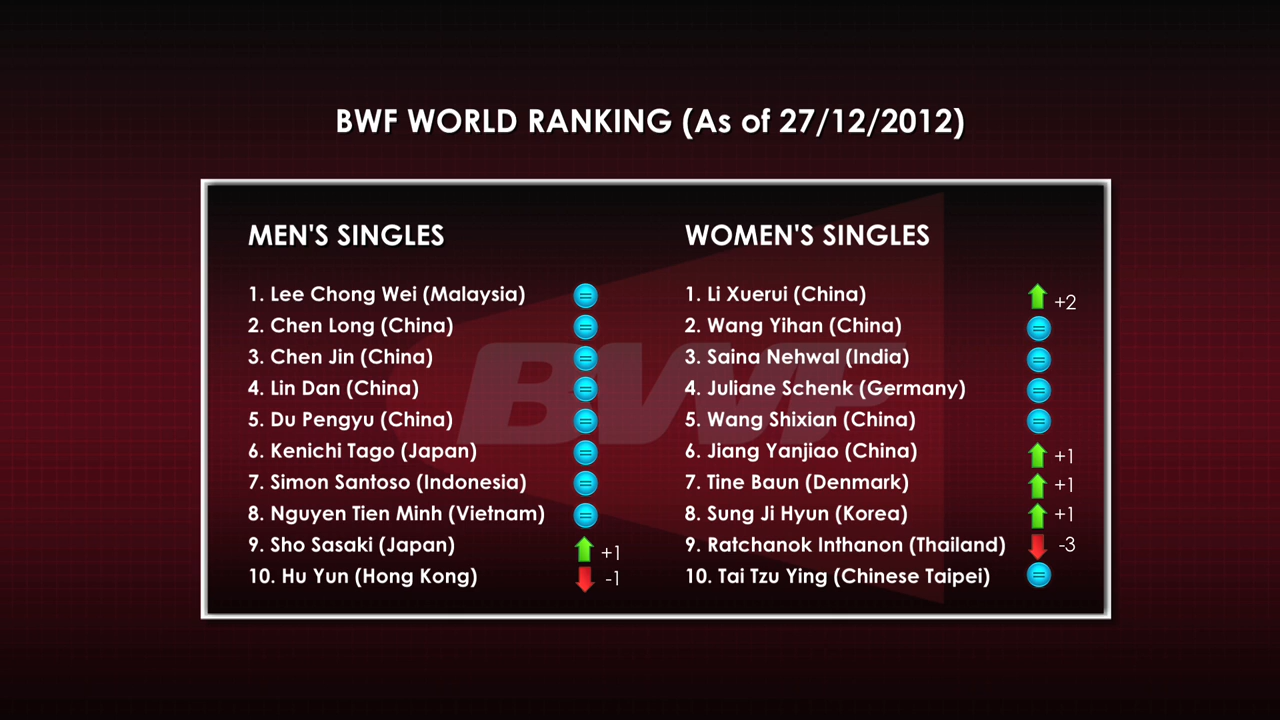 BWF WORLD RANKING (As of 27/12/2012)
MEN'S SINGLES
1. Lee Chong Wei (Malaysia) =
2. Chen Long (China) =
3. Chen Jin (China) =
4. Lin Dan (China) =
5. Du Pengyu (China) =
6. Kenichi Tago (Japan) =
7. Simon Santoso (Indonesia) =
8. Nguyen Tien Minh (Vietnam) =
9. Sho Sasaki (Japan) +1
10. Hu Yun (Hong Kong) -1
WOMEN'S SINGLES
1. Li Xuerui (China) +2
2. Wang Yihan (China) =
3. Saina Nehwal (India) =
4. Juliane Schenk (Germany) =
5. Wang Shixian (China) =
6. Jiang Yanjiao (China) +1
7. Tine Baun (Denmark) +1
8. Sung Ji Hyun (Korea) +1
9. Ratchanok Inthanon (Thailand) -3
10. Tai Tzu Ying (Chinese Taipei) =
BWF